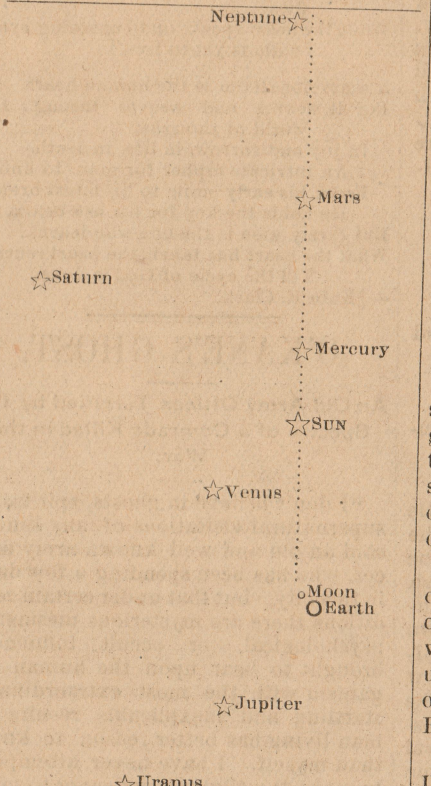 Neptune
Mars
Saturn
Mercury
SUN
Venus
Moon
Earth
Jupiter
Uranus